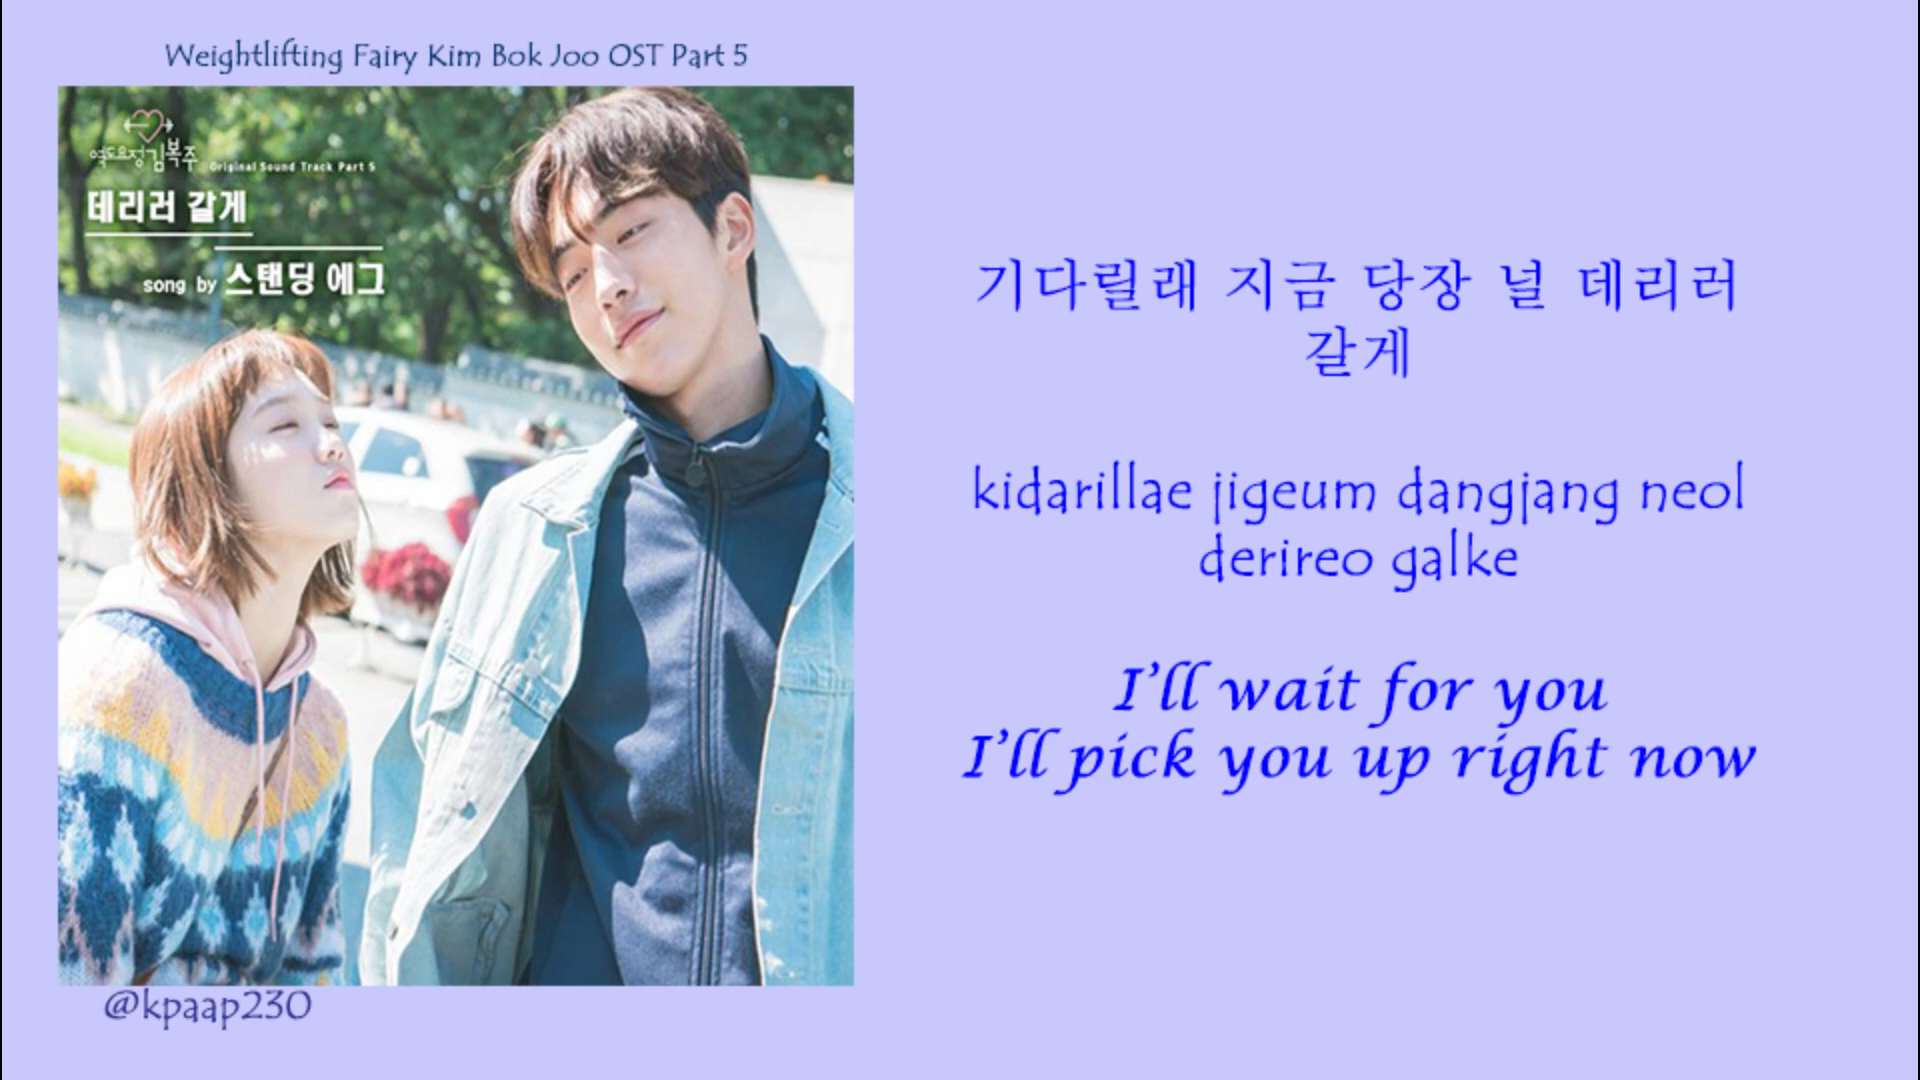 Weightlifting Fairy Kim Bok Joo OST Part 5
역도요정김복주 Original Sound Track Part 5
데리러 갈게
song by 스탠딩 에그
기다릴래 지금 당장 널 데리러
갈게
kidarillae jigeum dangjang neol
derireo galke
I'll wait for you
I'll pick you up right now
@kpaap230